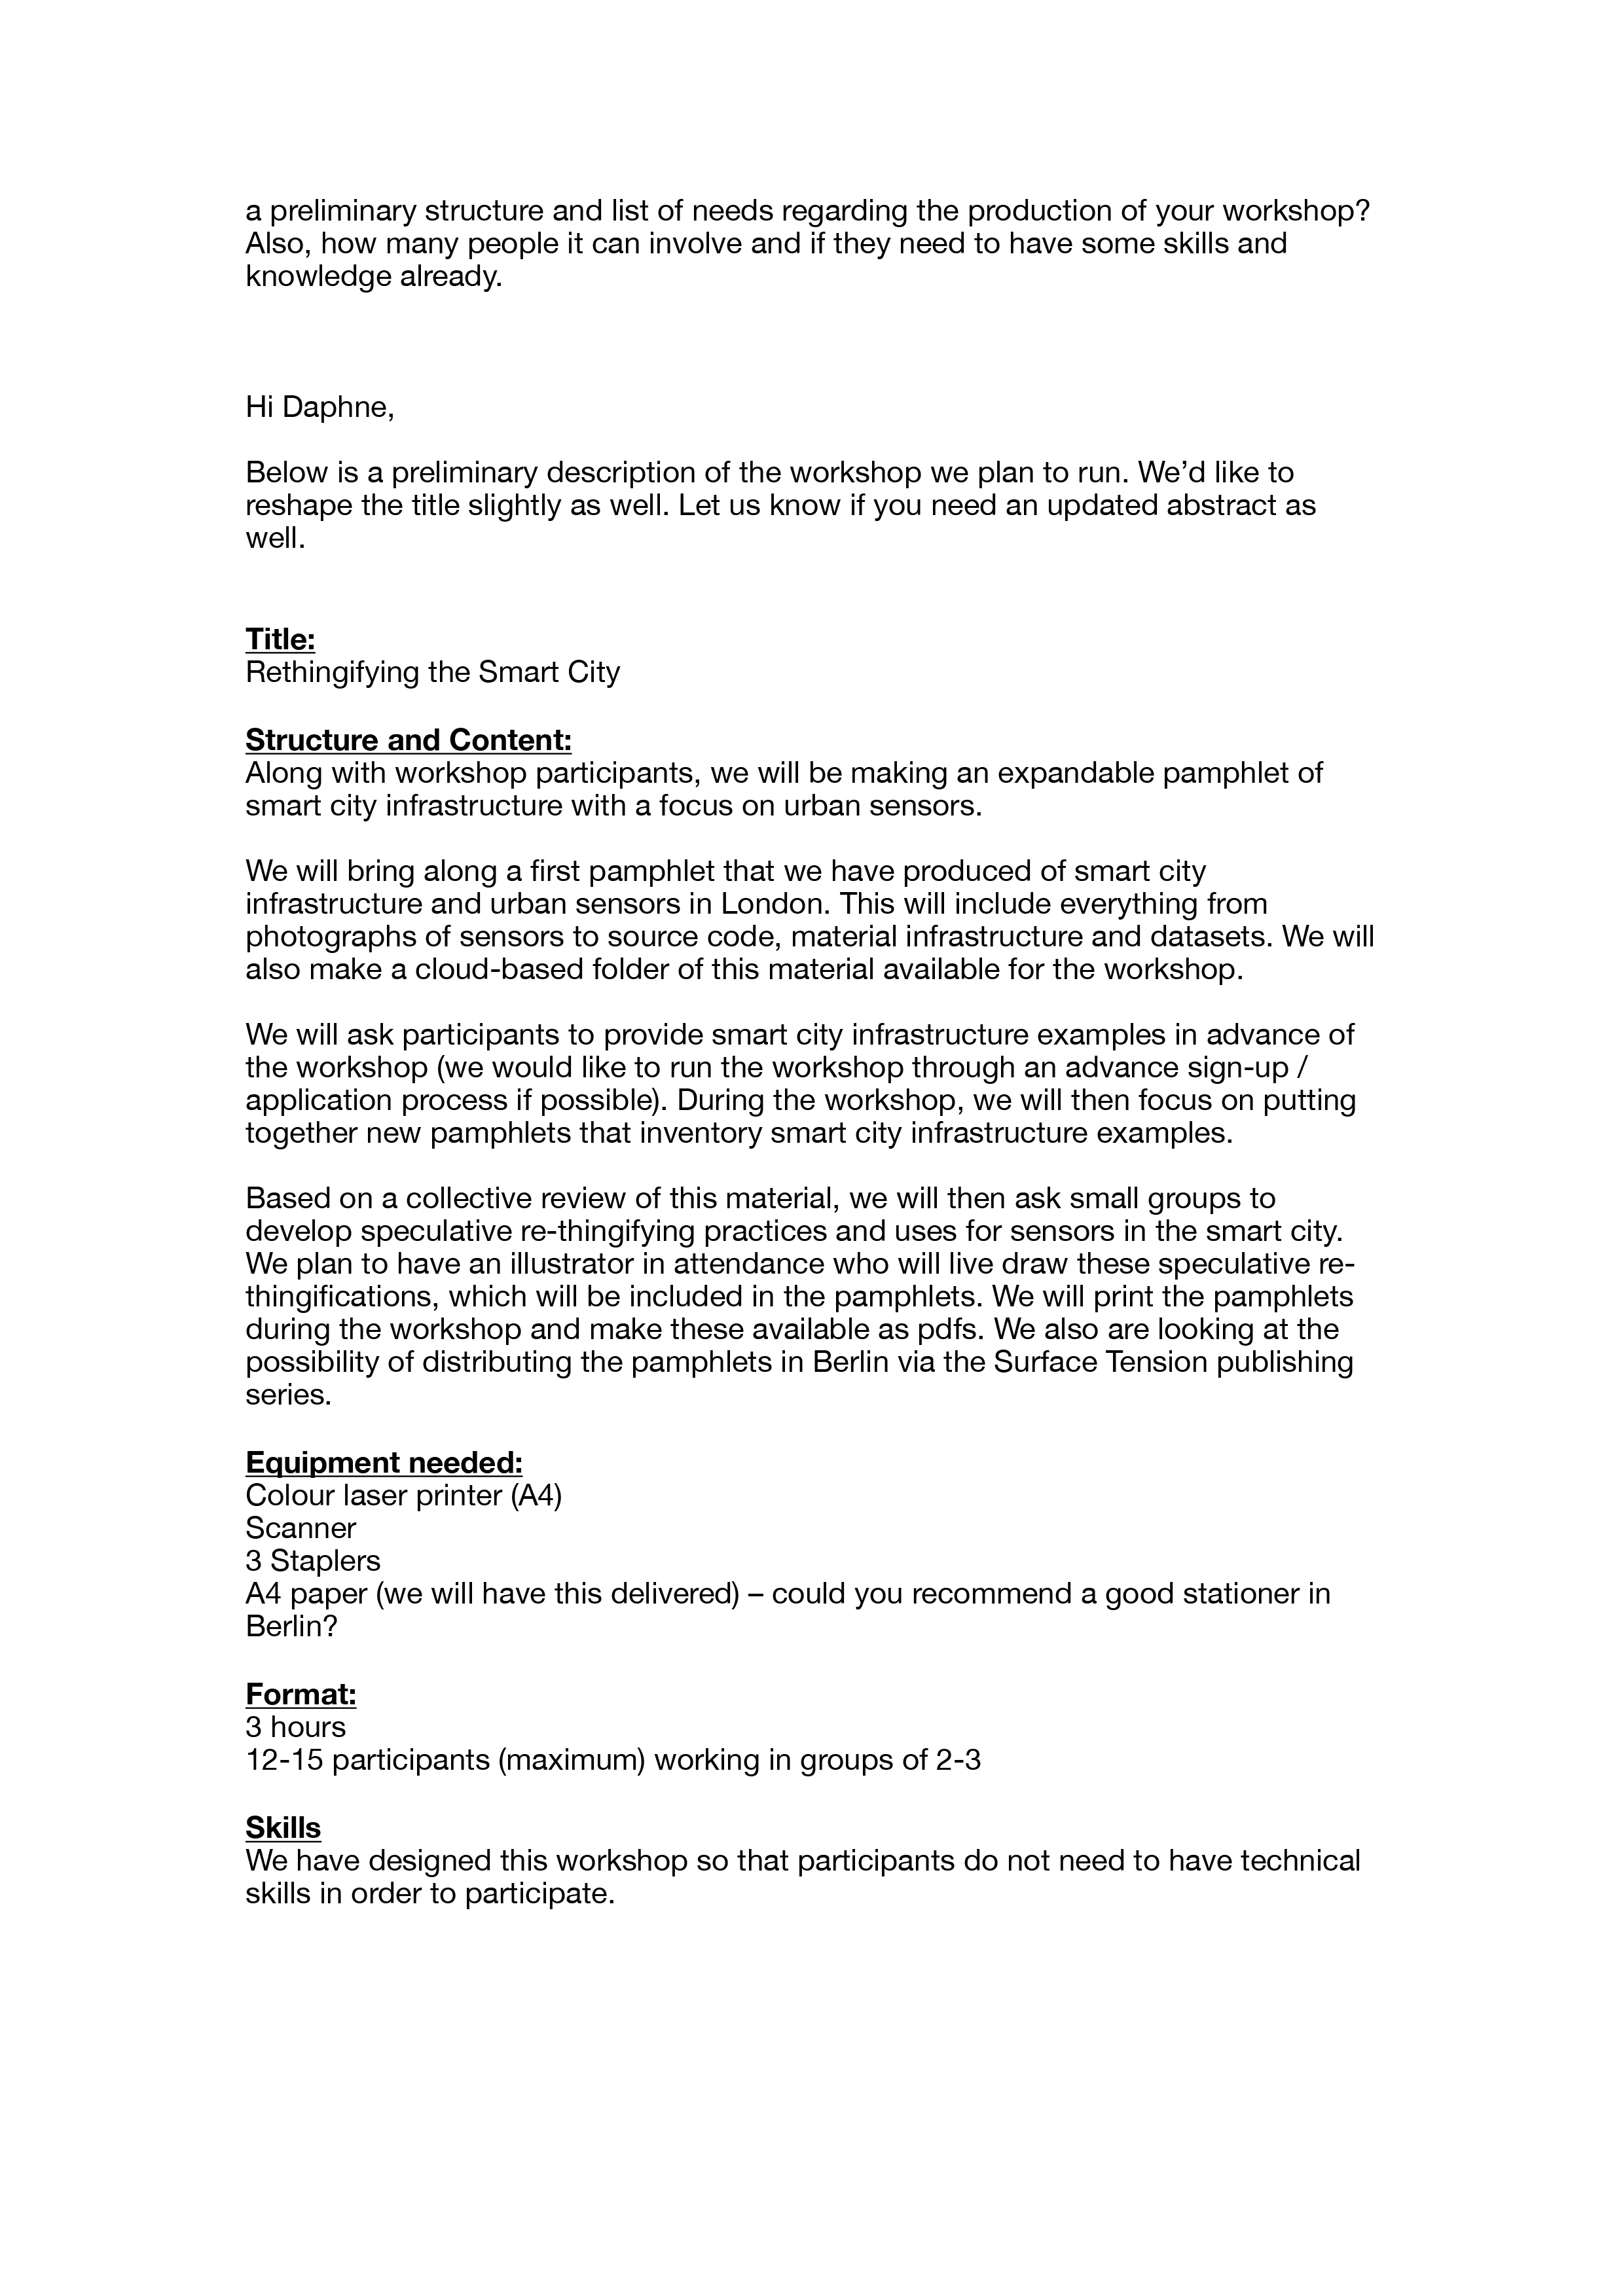 a preliminary structure and list of needs regarding the production of your workshop?
Also, how many people it can involve and if they need to have some skills and
knowledge already.
Hi Daphne,
Below is a preliminary description of the workshop we plan to run. We’d like to
reshape the title slightly as well. Let us know if you need an updated abstract as
well.
Title:
Rethingifying the Smart City
Structure and Content:
Along with workshop participants, we will be making an expandable pamphlet of
smart city infrastructure with a focus on urban sensors.
We will bring along a first pamphlet that we have produced of smart city
infrastructure and urban sensors in London. This will include everything from
photographs of sensors to source code, material infrastructure and datasets. We will
also make a cloud-based folder of this material available for the workshop.
We will ask participants to provide smart city infrastructure examples in advance of
the workshop (we would like to run the workshop through an advance sign-up /
application process if possible). During the workshop, we will then focus on putting
together new pamphlets that inventory smart city infrastructure examples.
Based on a collective review of this material, we will then ask small groups to
develop speculative re-thingifying practices and uses for sensors in the smart city.
We plan to have an illustrator in attendance who will live draw these speculative re-
thingifications, which will be included in the pamphlets. We will print the pamphlets
during the workshop and make these available as pdfs. We also are looking at the
possibility of distributing the pamphlets in Berlin via the Surface Tension publishing
series.
Equipment needed:
Colour laser printer (A4)
Scanner
3 Staplers
A4 paper (we will have this delivered) – could you recommend a good stationer in
Berlin?
Format:
3 hours
12-15 participants (maximum) working in groups of 2-3
Skills
We have designed this workshop so that participants do not need to have technical
skills in order to participate.